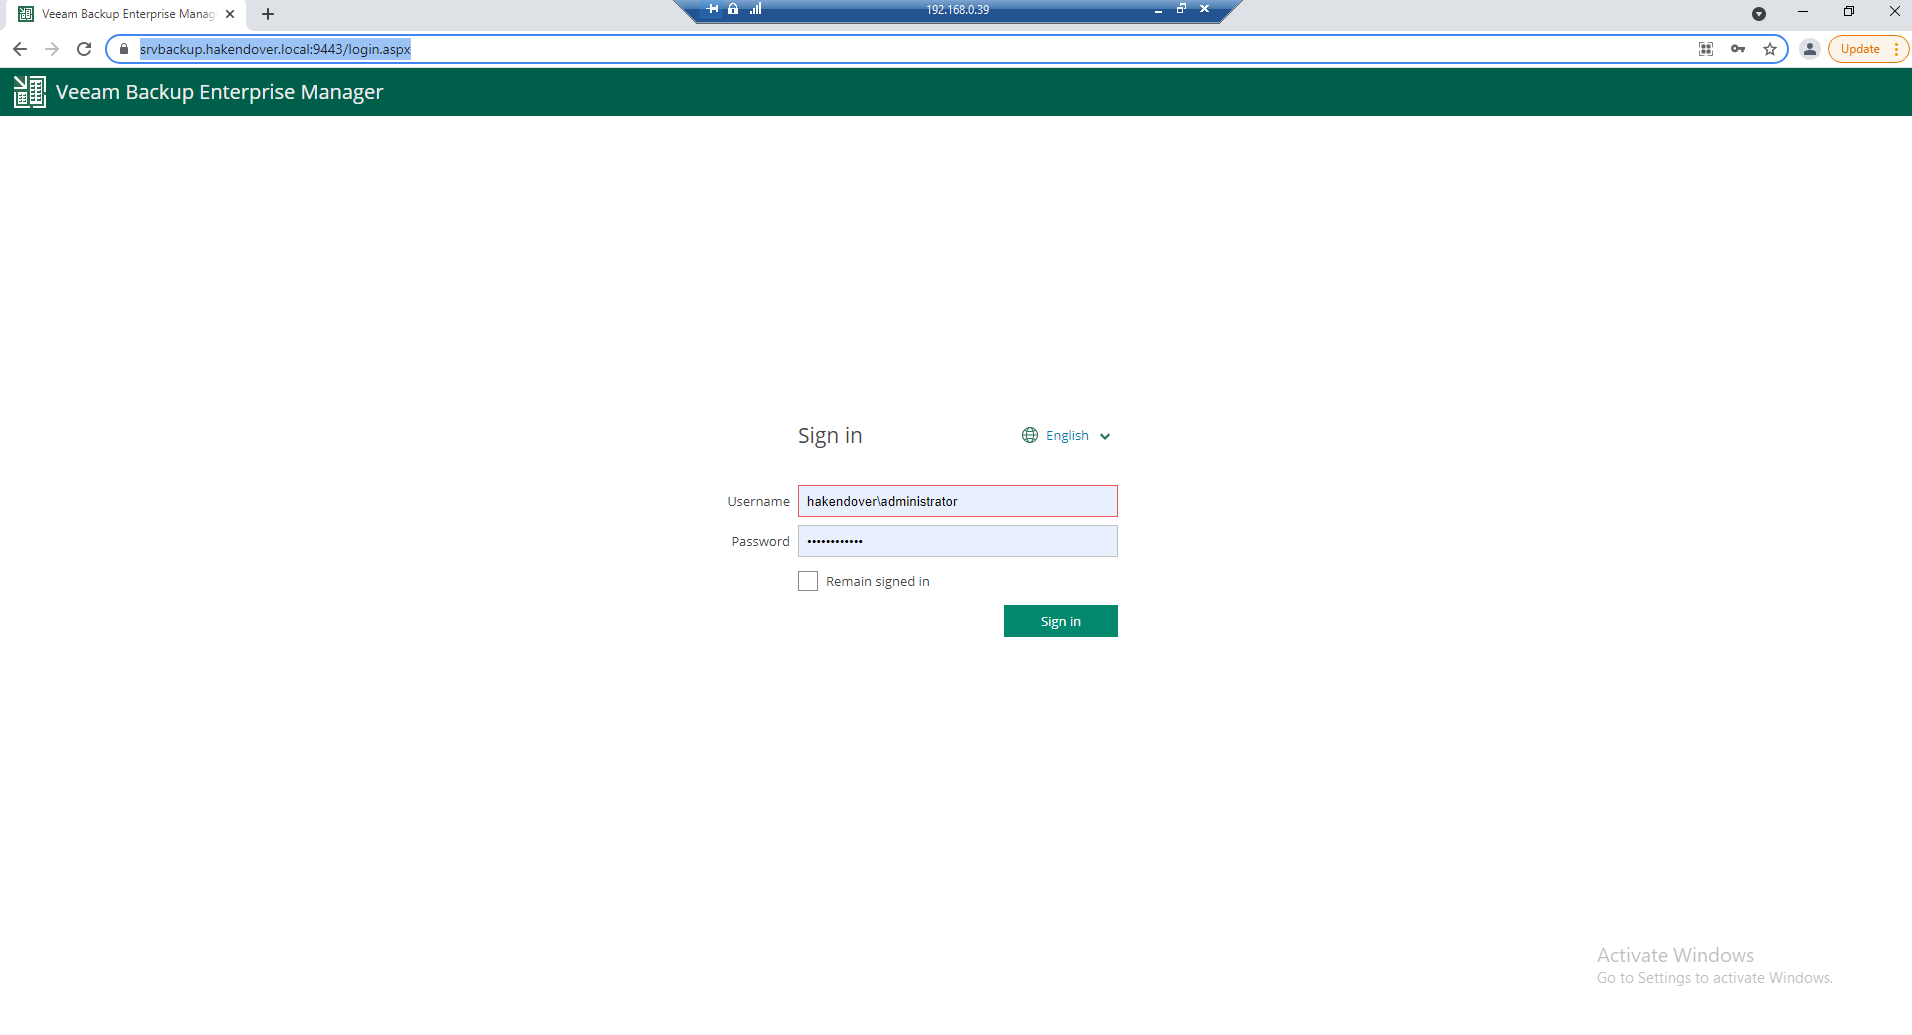 Veeam Backup Enterprise Manag
192.168.0.39
srvbackup.hakendover.local:9443/login.aspx
Update
Veeam Backup Enterprise Manager
Sign in
English
Username
hakendover\administrator
Password
••••••••••••
Remain signed in
Sign in
Activate Windows
Go to Settings to activate Windows.